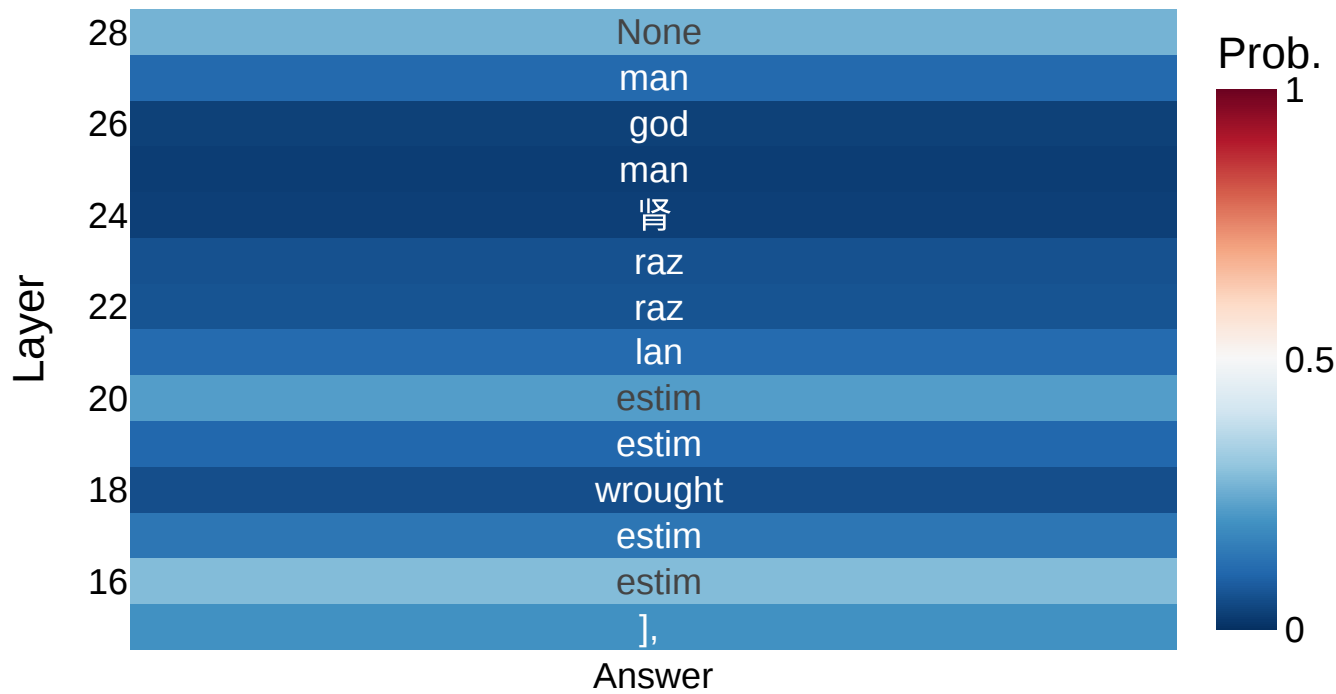 Layer
28 None
man
26 god
man
24 肾
raz
22 raz
lan
20 estim
estim
18 wrought
estim
16 estim
],
Answer
Prob.
1
0.5
0